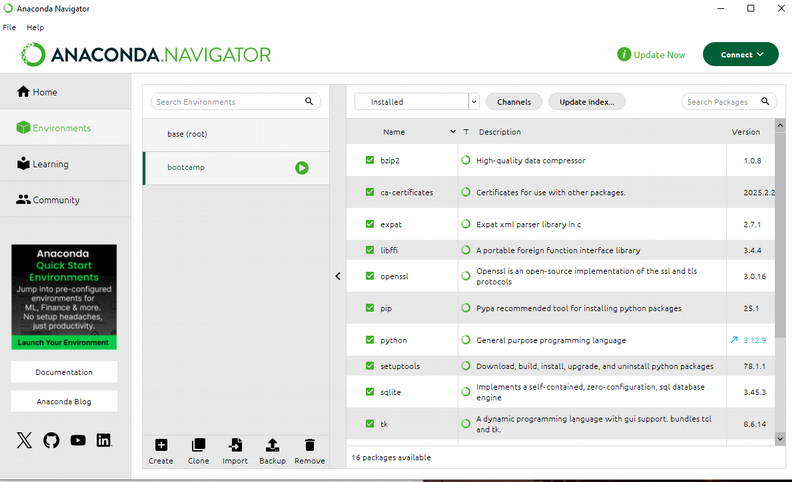 Anaconda Navigator
File Help
ANACONDA.NAVIGATOR
Update Now
Connect
Home
Environments
Learning
Community
Anaconda
Quick Start
Environments
Jump into pre-configured
environments for
ML, Finance & more.
No setup headaches,
just productivity.
Launch Your Environment
Documentation
Anaconda Blog
Search Environments
base (root)
bootcamp
Create Clone Import Backup Remove
Installed
Channels
Update index...
Search Packages
Name T Description Version
bzip2 High-quality data compressor 1.0.8
ca-certificates Certificates for use with other packages. 2025.2.2
expat Expat xml parser library in c 2.7.1
libffi A portable foreign function interface library 3.4.4
openssl Openssl is an open-source implementation of the ssl and tls 3.0.16
protocols
pip Pypa recommended tool for installing python packages 25.1
python General purpose programming language 3.12.9
setuptools Download, build, install, upgrade, and uninstall python packages 78.1.1
sqlite Implements a self-contained, zero-configuration, sql database 3.45.3
engine
tk A dynamic programming language with gui support. bundles tcl 8.6.14
and tk.
16 packages available